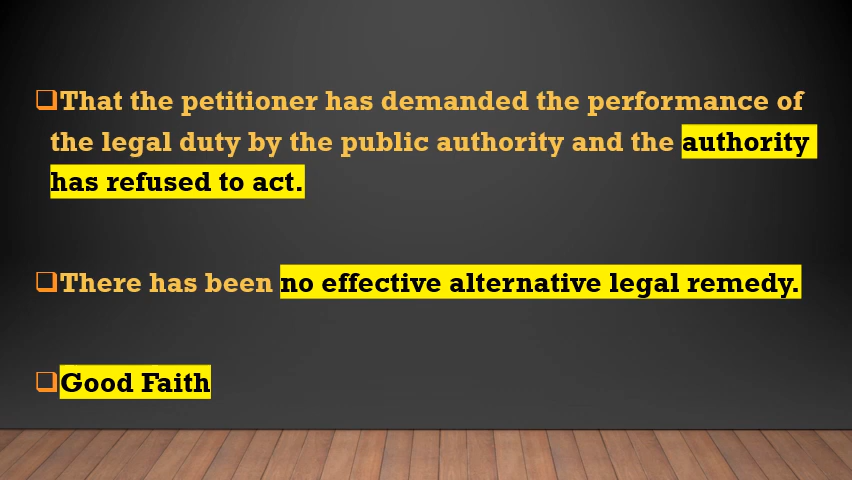 ❑That the petitioner has demanded the performance of
the legal duty by the public authority and the authority
has refused to act.
❑There has been no effective alternative legal remedy.
❑Good Faith